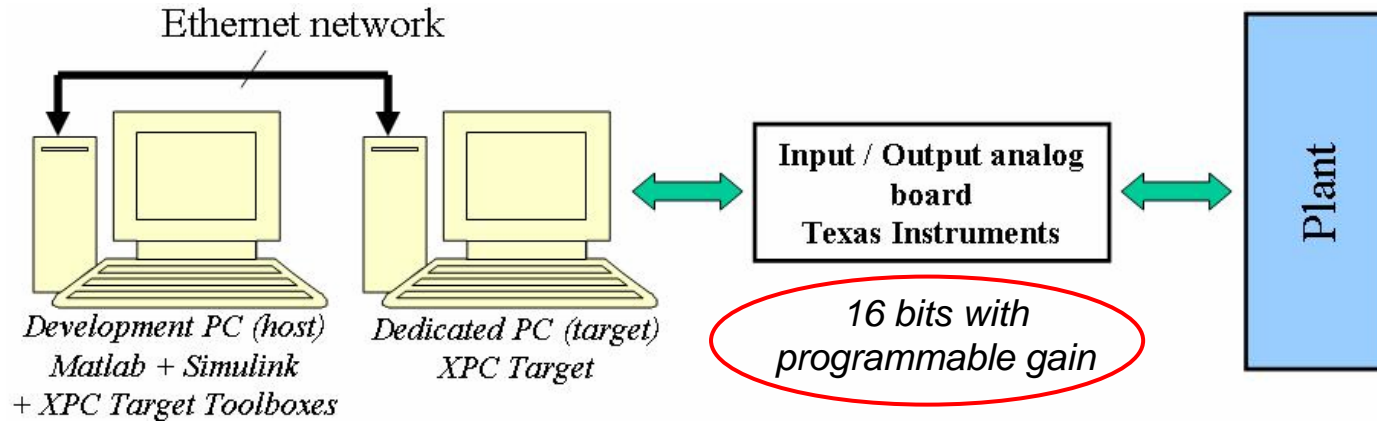 Ethernet network
Development PC (host)
Matlab + Simulink
+ XPC Target Toolboxes
Dedicated PC (target)
XPC Target
Input / Output analog
board
Texas Instruments
16 bits with
programmable gain
Plant